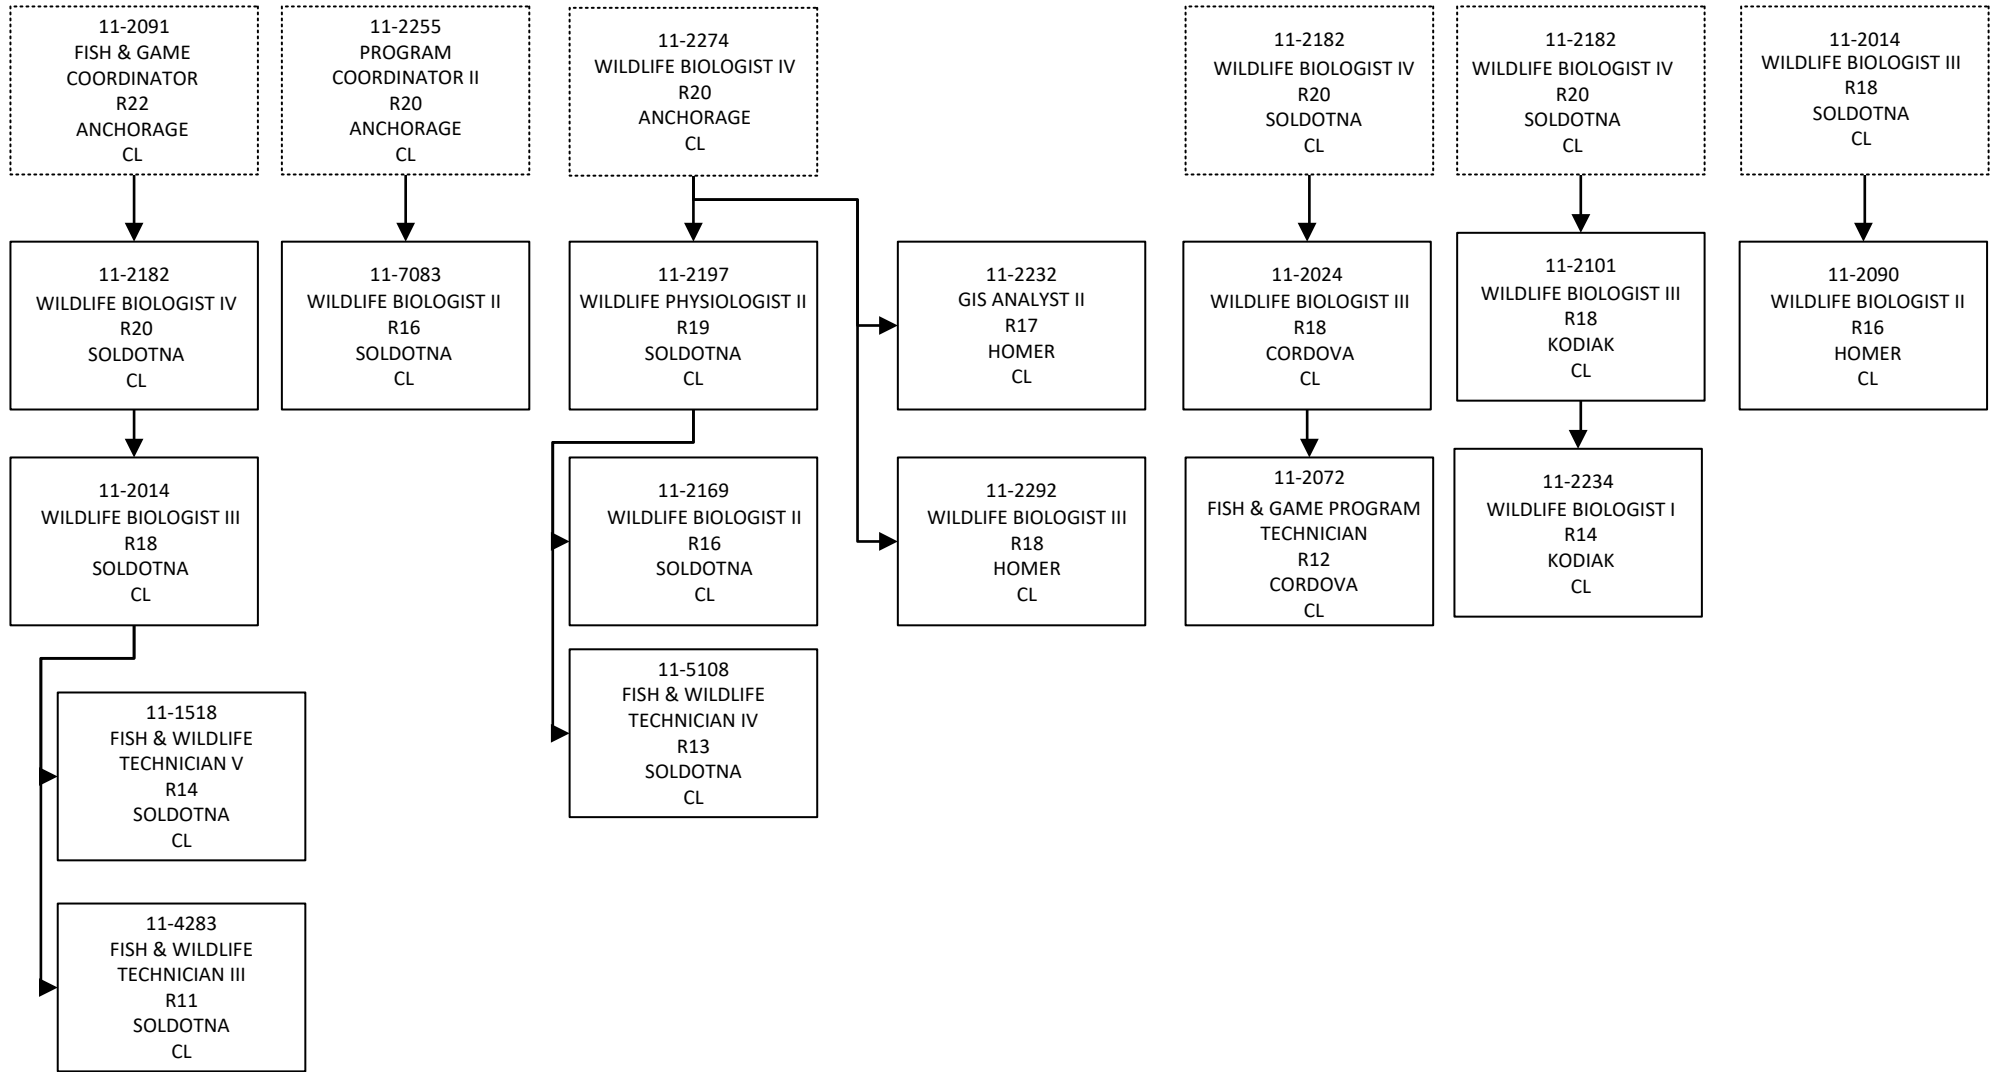 11-2091
FISH & GAME
COORDINATOR
R22
ANCHORAGE
CL
11-2255
PROGRAM
COORDINATOR II
R20
ANCHORAGE
CL
11-2274
WILDLIFE BIOLOGIST IV
R20
ANCHORAGE
CL
11-2182
WILDLIFE BIOLOGIST IV
R20
SOLDOTNA
CL
11-2182
WILDLIFE BIOLOGIST IV
R20
SOLDOTNA
CL
11-2014
WILDLIFE BIOLOGIST III
R18
SOLDOTNA
CL
11-2182
WILDLIFE BIOLOGIST IV
R20
SOLDOTNA
CL
11-7083
WILDLIFE BIOLOGIST II
R16
SOLDOTNA
CL
11-2197
WILDLIFE PHYSIOLOGIST II
R19
SOLDOTNA
CL
11-2232
GIS ANALYST II
R17
HOMER
CL
11-2024
WILDLIFE BIOLOGIST III
R18
CORDOVA
CL
11-2101
WILDLIFE BIOLOGIST III
R18
KODIAK
CL
11-2090
WILDLIFE BIOLOGIST II
R16
HOMER
CL
11-2014
WILDLIFE BIOLOGIST III
R18
SOLDOTNA
CL
11-2169
WILDLIFE BIOLOGIST II
R16
SOLDOTNA
CL
11-2292
WILDLIFE BIOLOGIST III
R18
HOMER
CL
11-2072
FISH & GAME PROGRAM
TECHNICIAN
R12
CORDOVA
CL
11-2234
WILDLIFE BIOLOGIST I
R14
KODIAK
CL
11-1518
FISH & WILDLIFE
TECHNICIAN V
R14
SOLDOTNA
CL
11-5108
FISH & WILDLIFE
TECHNICIAN IV
R13
SOLDOTNA
CL
11-4283
FISH & WILDLIFE
TECHNICIAN III
R11
SOLDOTNA
CL